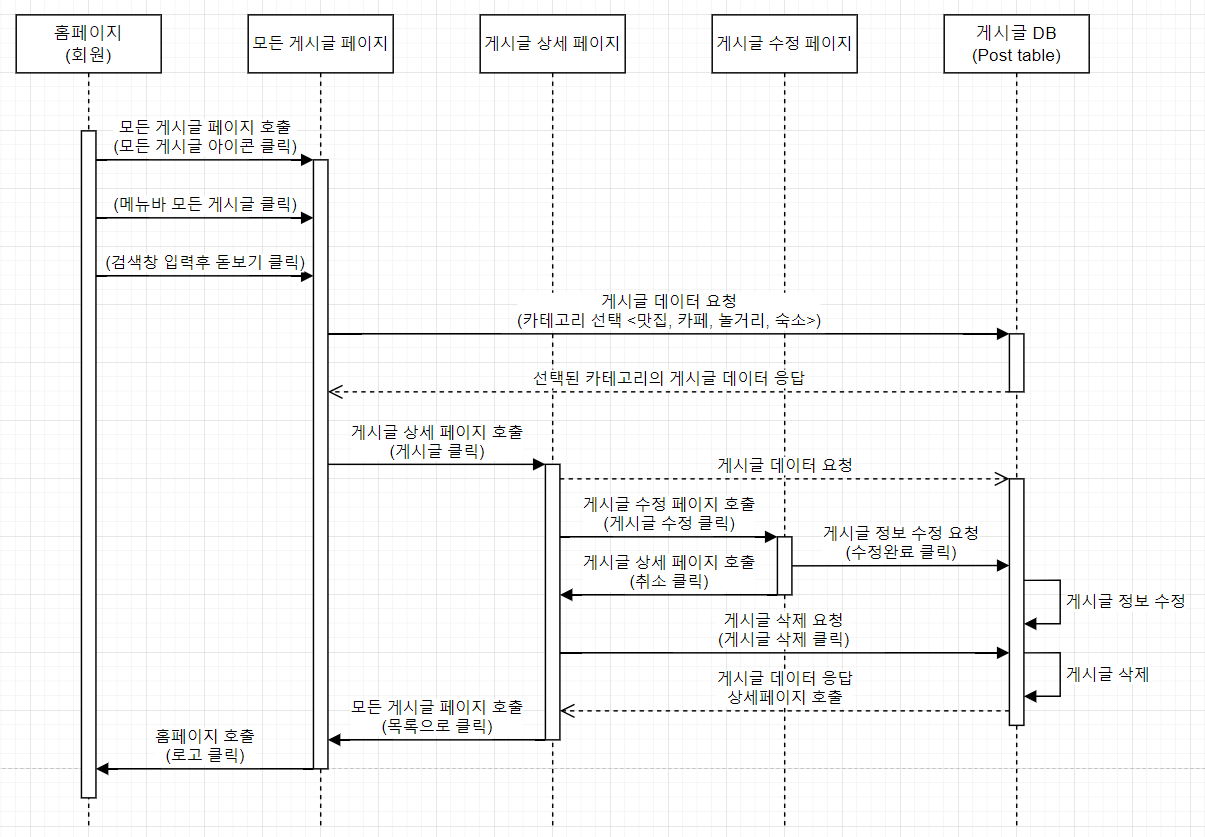 홈페이지
(회원)
모든 게시글 페이지
게시글 상세 페이지
게시글 수정 페이지
게시글 DB
(Post table)
모든 게시글 페이지 호출
(모든 게시글 아이콘 클릭)
(메뉴바 모든 게시글 클릭)
(검색창 입력후 돋보기 클릭)
게시글 데이터 요청
(카테고리 선택 <맛집, 카페, 놀거리, 숙소>)
선택된 카테고리의 게시글 데이터 응답
게시글 상세 페이지 호출
(게시글 클릭)
게시글 데이터 요청
게시글 수정 페이지 호출
(게시글 수정 클릭)
게시글 정보 수정 요청
(수정완료 클릭)
게시글 상세 페이지 호출
(취소 클릭)
게시글 정보 수정
게시글 삭제 요청
(게시글 삭제 클릭)
게시글 삭제
게시글 데이터 응답
상세페이지 호출
모든 게시글 페이지 호출
(목록으로 클릭)
홈페이지 호출
(로고 클릭)